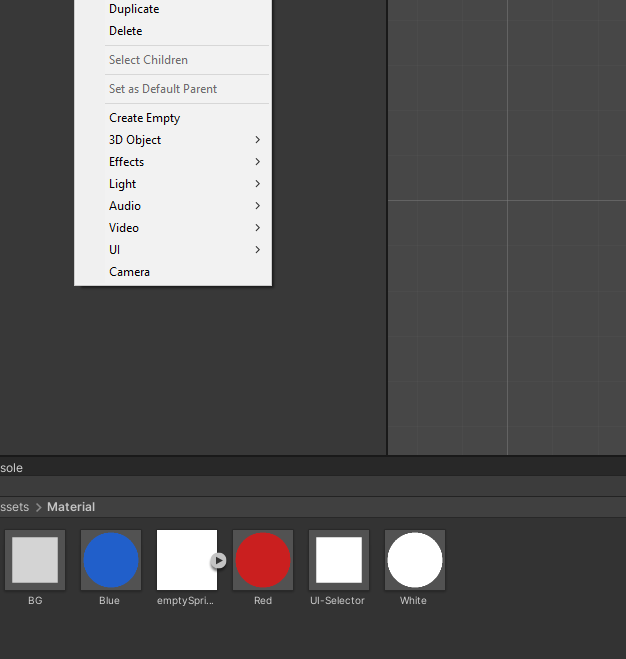 Duplicate
Delete
Select Children
Set as Default Parent
Create Empty
3D Object
Effects
Light
Audio
Video
UI
Camera
sole
ssets > Material
BG
Blue
emptySpri...
Red
UI-Selector
White